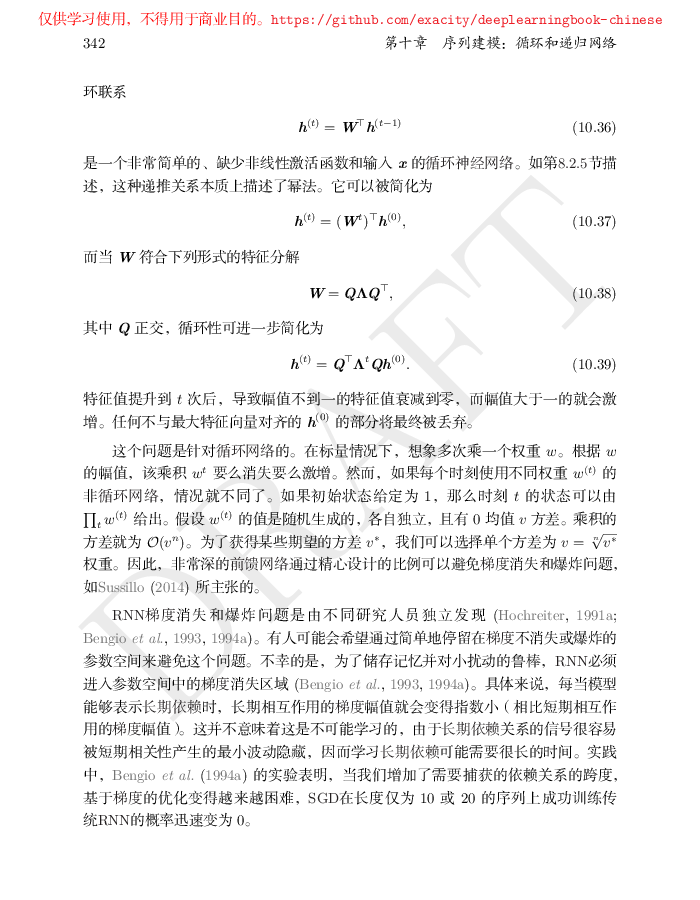 仅供学习使用，不得用于商业目的。https://github.com/exacity/deeplearningbook-chinese
342 第十章 序列建模：循环和递归网络
环联系
h^(t) = W^⊤h^(t−1) (10.36)
是一个非常简单的、缺少非线性激活函数和输入 x 的循环神经网络。如第8.2.5节描
述，这种递推关系本质上描述了幂法。它可以被简化为
h^(t) = (W^t)^⊤h^(0), (10.37)
而当 W 符合下列形式的特征分解
W = QΛQ^⊤, (10.38)
其中 Q 正交，循环性可进一步简化为
h^(t) = Q^⊤Λ^tQh^(0). (10.39)
特征值提升到 t 次后，导致幅值不到一的特征值衰减到零，而幅值大于一的就会激
增。任何不与最大特征向量对齐的 h^(0) 的部分将最终被丢弃。
这个问题是针对循环网络的。在标量情况下，想象多次乘一个权重 w。根据 w
的幅值，该乘积 w^t 要么消失要么激增。然而，如果每个时刻使用不同权重 w^(t) 的
非循环网络，情况就不同了。如果初始状态给定为 1，那么时刻 t 的状态可以由
∏_t w^(t) 给出。假设 w^(t) 的值是随机生成的，各自独立，且有 0 均值 v 方差。乘积的
方差就为 O(v^n)。为了获得某些期望的方差 v*，我们可以选择单个方差为 v = ⁿ√v*
权重。因此，非常深的前馈网络通过精心设计的比例可以避免梯度消失和爆炸问题，
如Sussillo (2014) 所主张的。
RNN梯度消失和爆炸问题是由不同研究人员独立发现 (Hochreiter, 1991a;
Bengio et al., 1993, 1994a)。有人可能会希望通过简单地停留在梯度不消失或爆炸的
参数空间来避免这个问题。不幸的是，为了储存记忆并对小扰动的鲁棒，RNN必须
进入参数空间中的梯度消失区域 (Bengio et al., 1993, 1994a)。具体来说，每当模型
能够表示长期依赖时，长期相互作用的梯度幅值就会变得指数小（相比短期相互作
用的梯度幅值）。这并不意味着这是不可能学习的，由于长期依赖关系的信号很容易
被短期相关性产生的最小波动隐藏，因而学习长期依赖可能需要很长的时间。实践
中，Bengio et al. (1994a) 的实验表明，当我们增加了需要捕获的依赖关系的跨度，
基于梯度的优化变得越来越困难，SGD在长度仅为 10 或 20 的序列上成功训练传
统RNN的概率迅速变为 0。
DRAFT